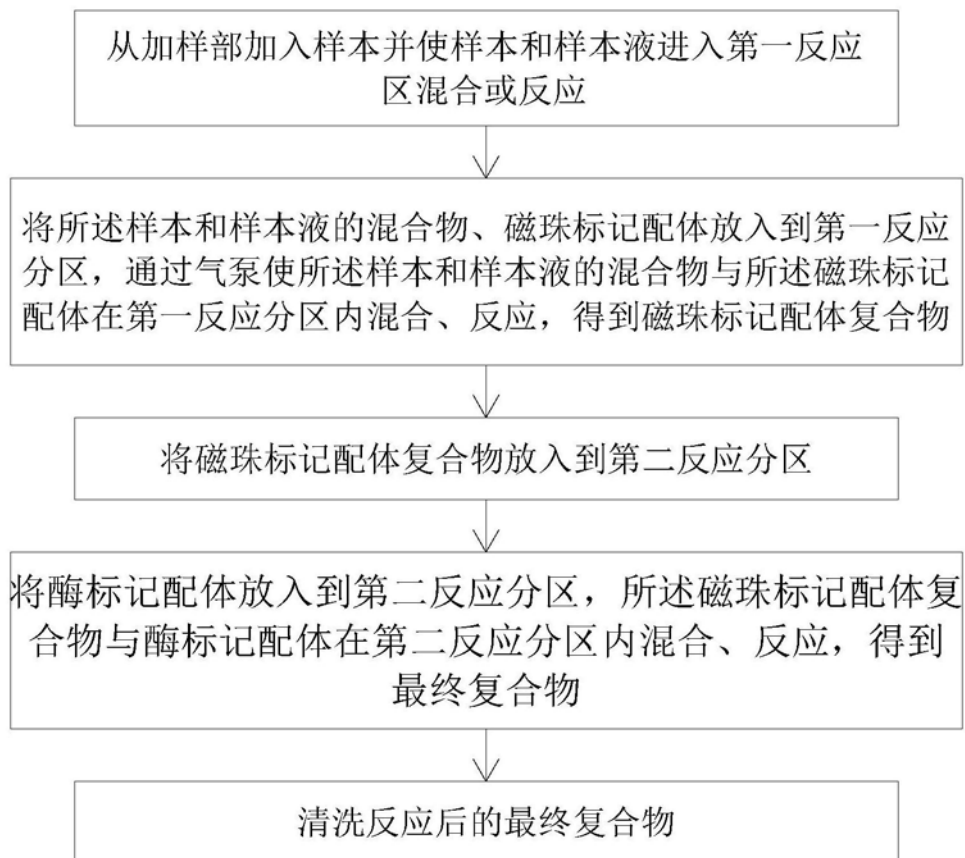 从加样部加入样本并使样本和样本液进入第一反应
区混合或反应
将所述样本和样本液的混合物、磁珠标记配体放入到第一反应
分区，通过气泵使所述样本和样本液的混合物与所述磁珠标记
配体在第一反应分区内混合、反应，得到磁珠标记配体复合物
将磁珠标记配体复合物放入到第二反应分区
将酶标记配体放入到第二反应分区，所述磁珠标记配体复
合物与酶标记配体在第二反应分区内混合、反应，得到
最终复合物
清洗反应后的最终复合物